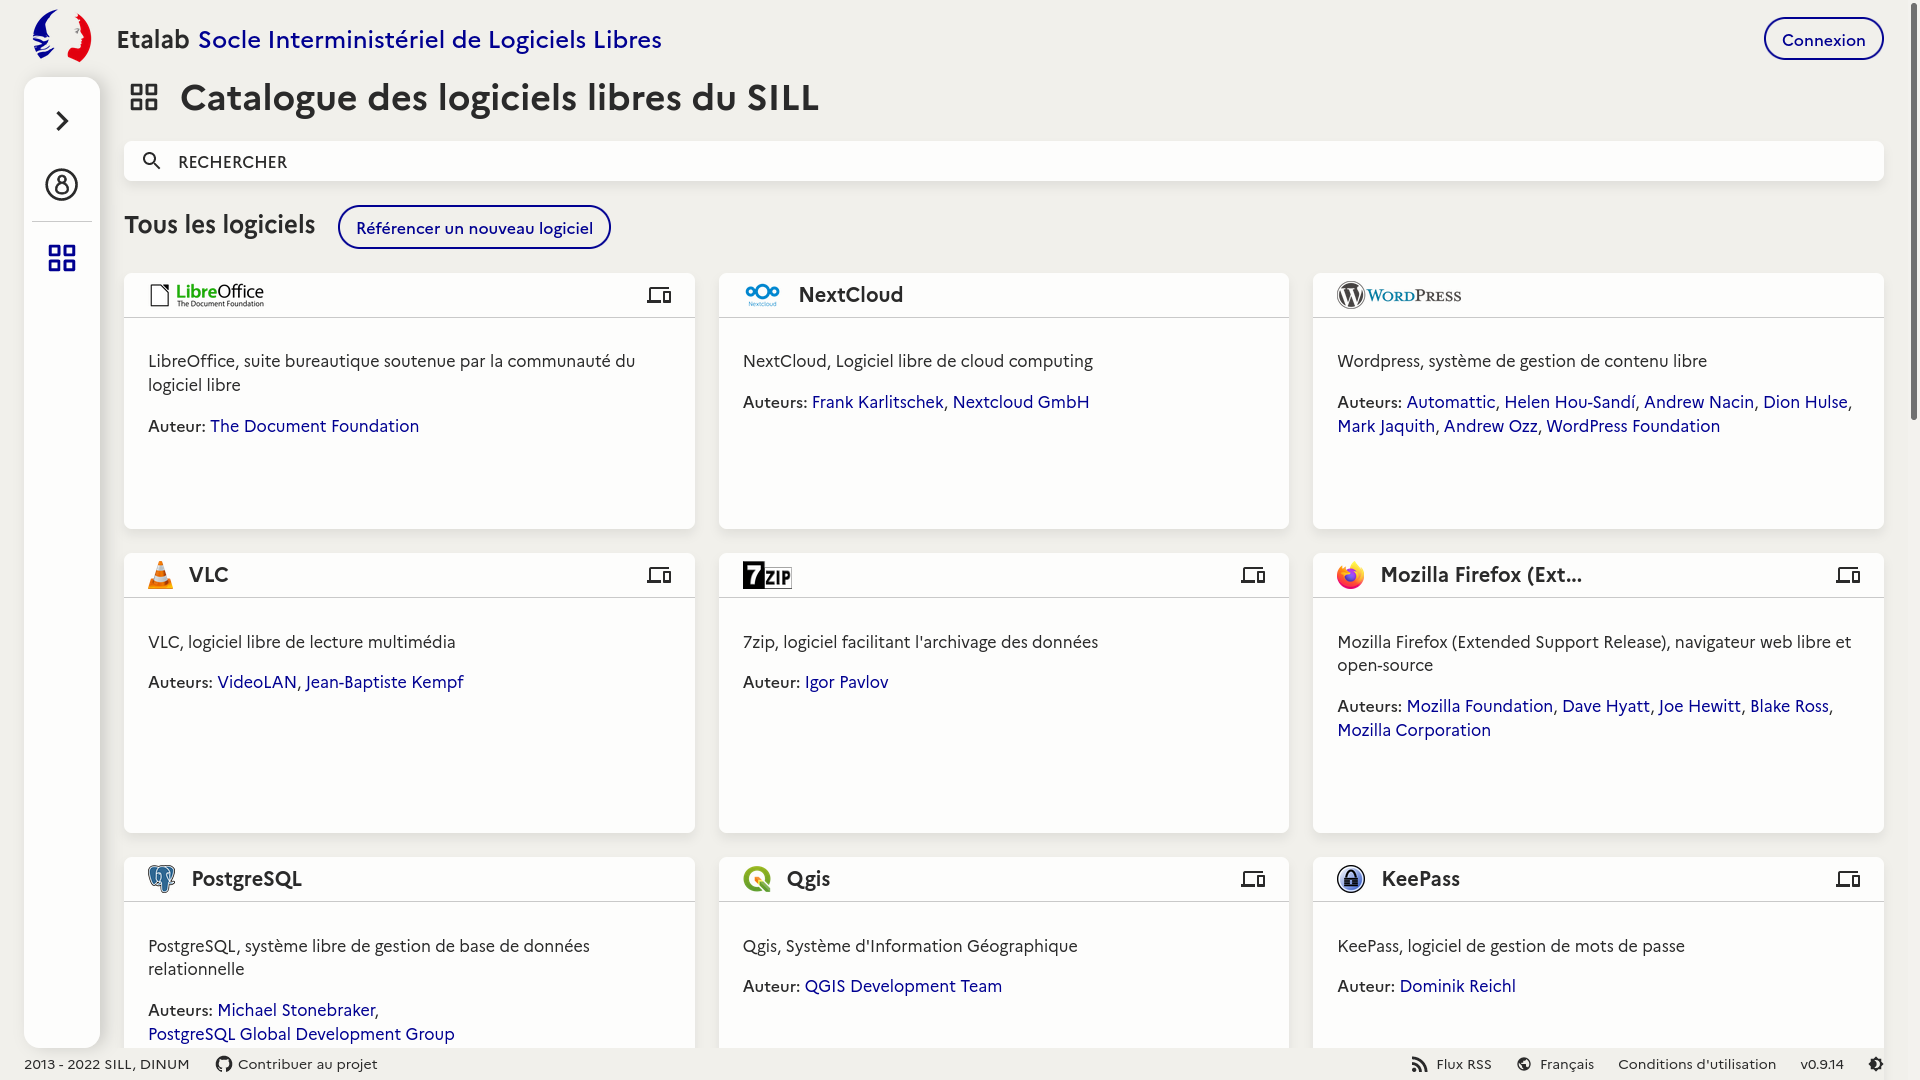 Etalab Socle Interministériel de Logiciels Libres
Connexion
Catalogue des logiciels libres du SILL
RECHERCHER
Tous les logiciels
Référencer un nouveau logiciel
LibreOffice
The Document Foundation
LibreOffice, suite bureautique soutenue par la communauté du
logiciel libre
Auteur: The Document Foundation
Nextcloud
NextCloud
NextCloud, Logiciel libre de cloud computing
Auteurs: Frank Karlitschek, Nextcloud GmbH
WORDPRESS
Wordpress, système de gestion de contenu libre
Auteurs: Automattic, Helen Hou-Sandí, Andrew Nacin, Dion Hulse,
Mark Jaquith, Andrew Ozz, WordPress Foundation
VLC
VLC, logiciel libre de lecture multimédia
Auteurs: VideoLAN, Jean-Baptiste Kempf
7ZIP
7zip, logiciel facilitant l'archivage des données
Auteur: Igor Pavlov
Mozilla Firefox (Ext...
Mozilla Firefox (Extended Support Release), navigateur web libre et
open-source
Auteurs: Mozilla Foundation, Dave Hyatt, Joe Hewitt, Blake Ross,
Mozilla Corporation
PostgreSQL
PostgreSQL, système libre de gestion de base de données
relationnelle
Auteurs: Michael Stonebraker,
PostgreSQL Global Development Group
Qgis
Qgis, Système d'Information Géographique
Auteur: QGIS Development Team
KeePass
KeePass, logiciel de gestion de mots de passe
Auteur: Dominik Reichl
2013 - 2022 SILL, DINUM
Contribuer au projet
Flux RSS
Français
Conditions d'utilisation
v0.9.14